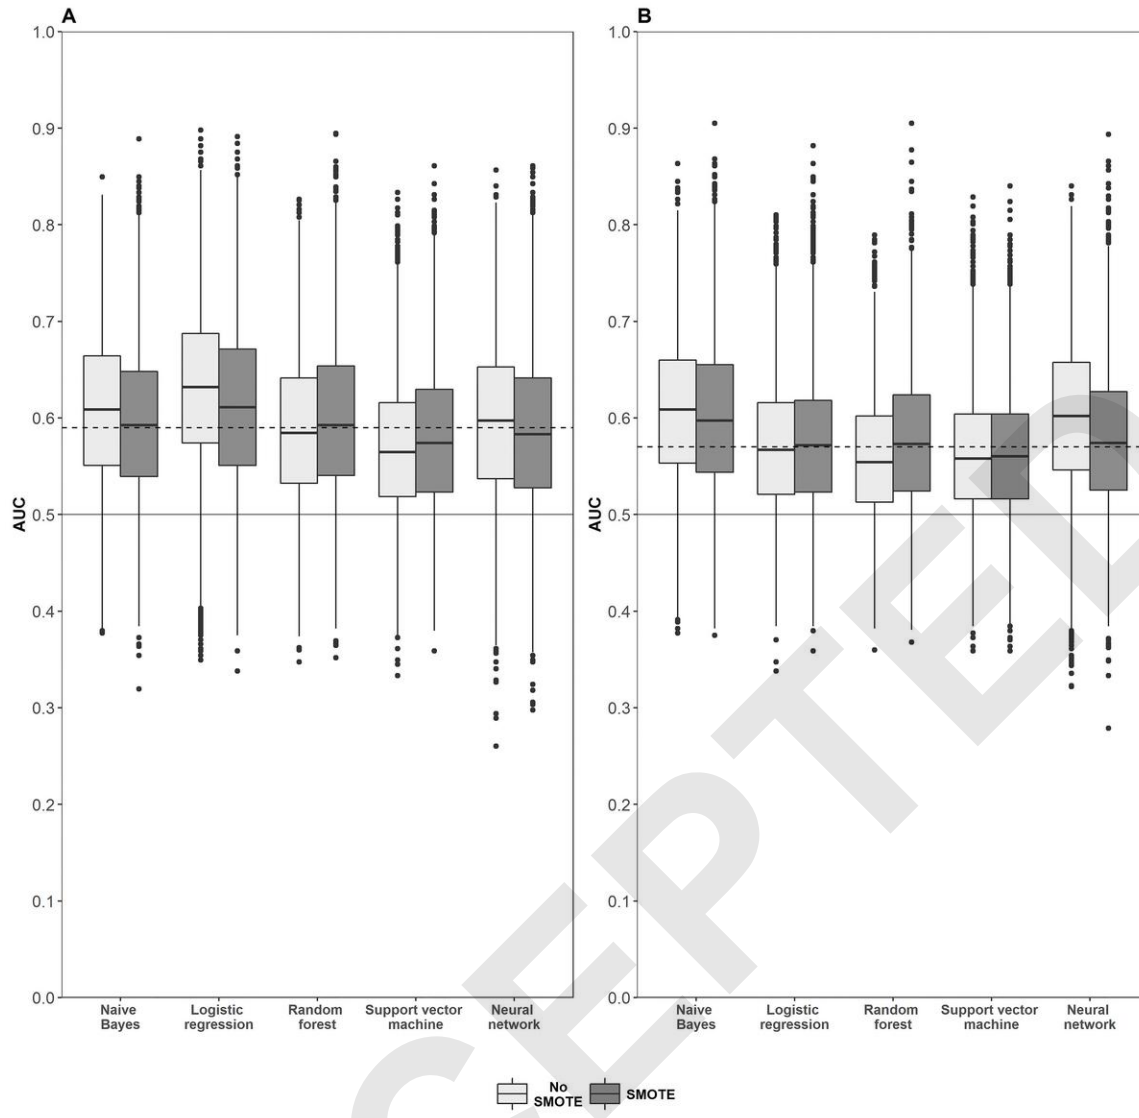 A
1.0
0.9
0.8
0.7
0.6
0.5
0.4
0.3
0.2
0.1
0.0
AUC
Naive
Bayes
Logistic
regression
Random
forest
Support vector
machine
Neural
network
B
1.0
0.9
0.8
0.7
0.6
0.5
0.4
0.3
0.2
0.1
0.0
AUC
Naive
Bayes
Logistic
regression
Random
forest
Support vector
machine
Neural
network
No
SMOTE
SMOTE
CEPTED